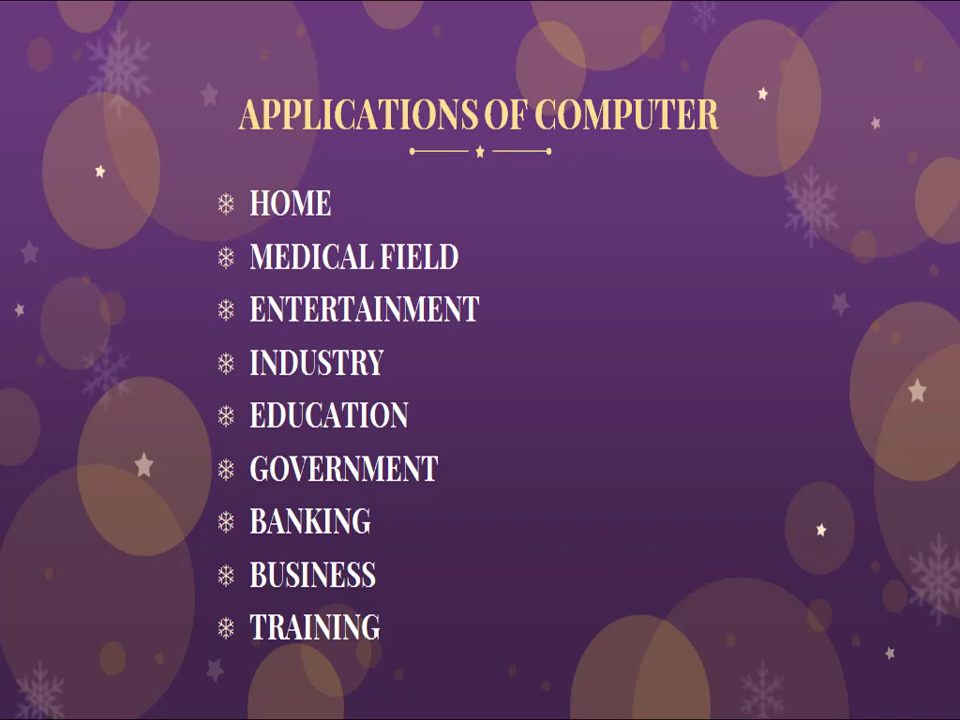 APPLICATIONS OF COMPUTER
HOME
MEDICAL FIELD
ENTERTAINMENT
INDUSTRY
EDUCATION
GOVERNMENT
BANKING
BUSINESS
TRAINING